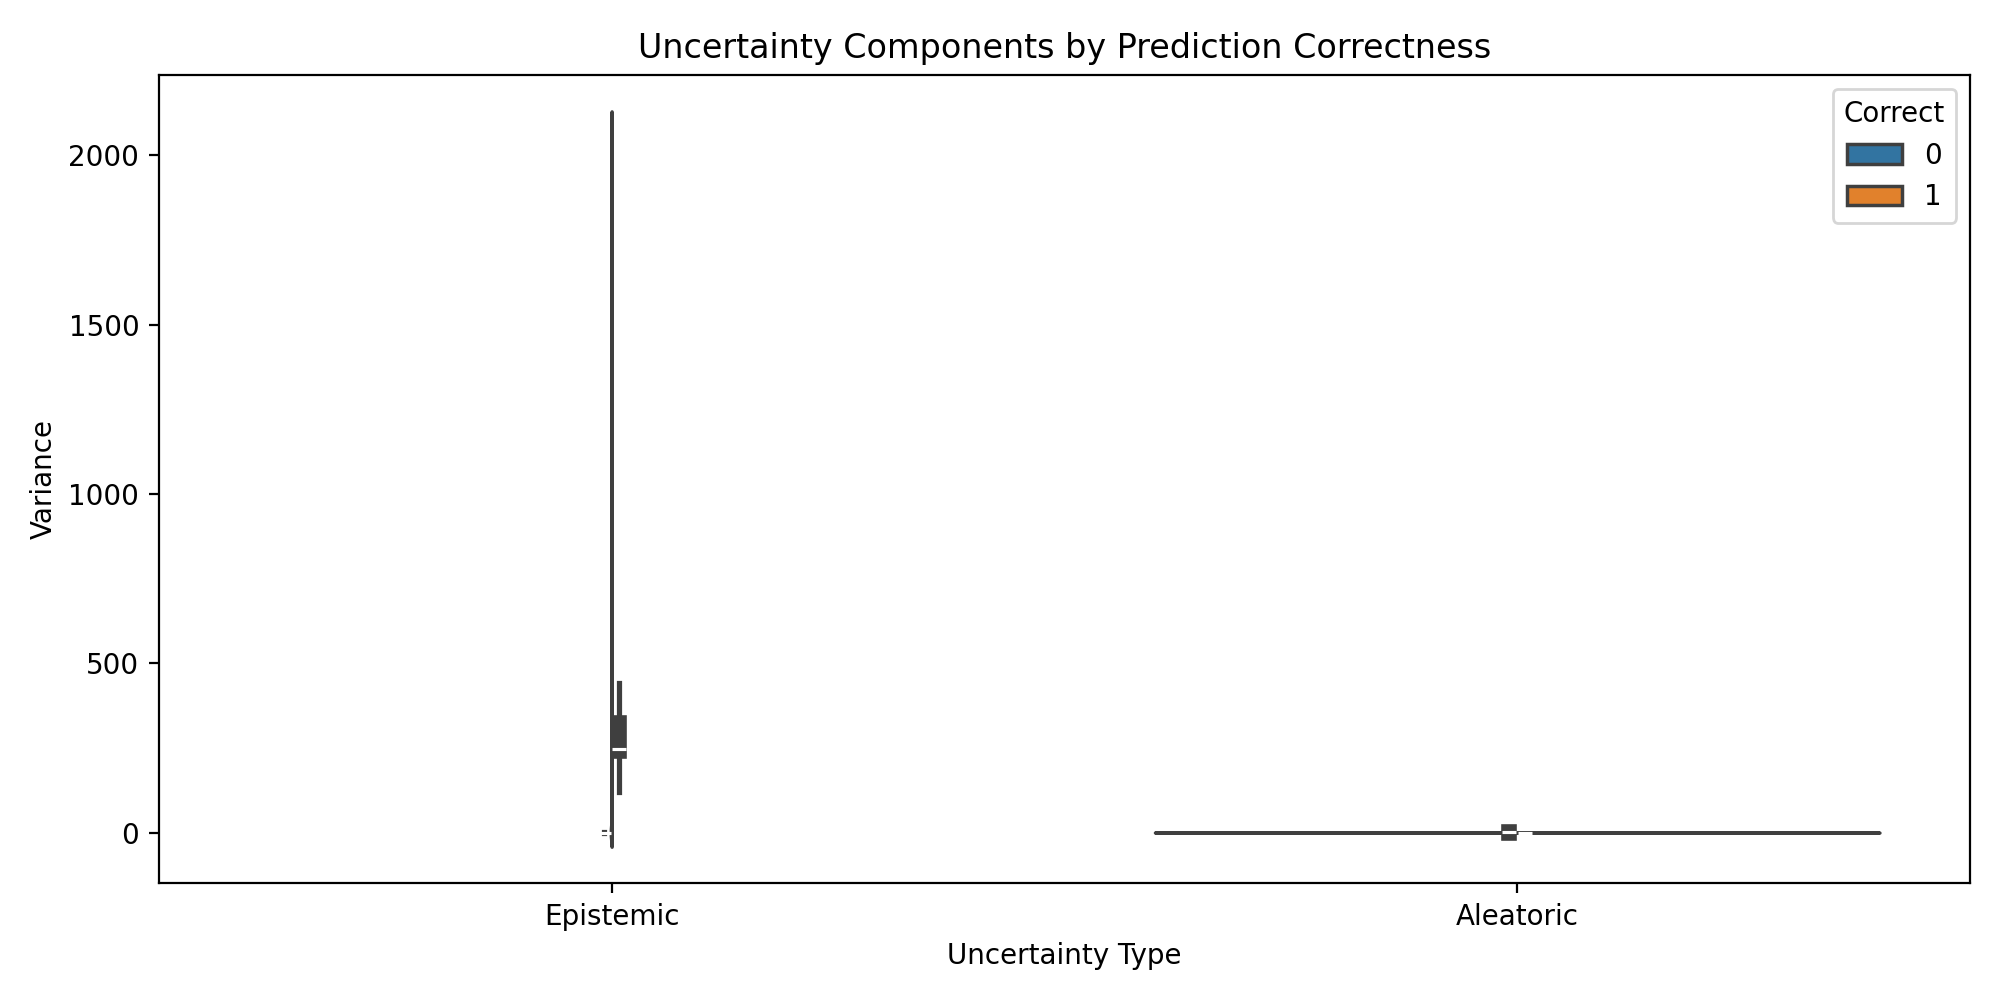 Uncertainty Components by Prediction Correctness
Correct
0
1
2000
1500
1000
500
0
Variance
Epistemic
Aleatoric
Uncertainty Type